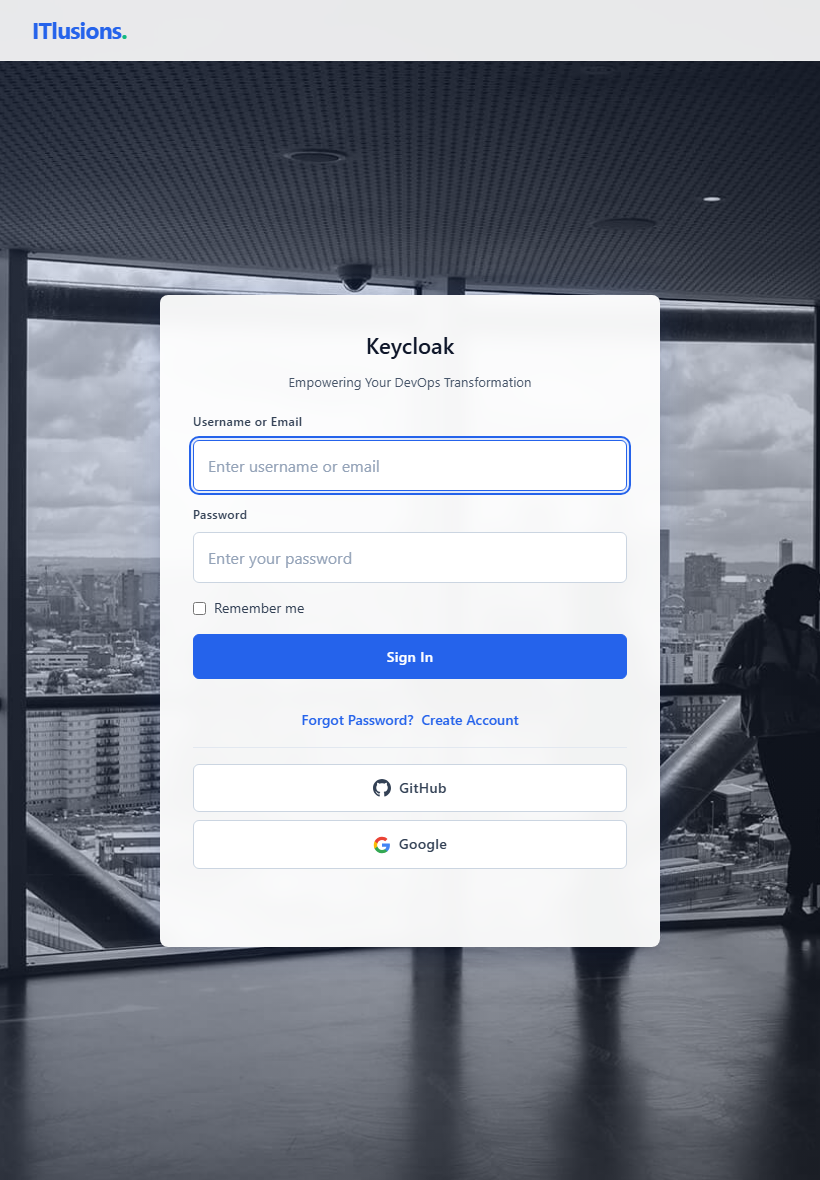 ITlusions.
Keycloak
Empowering Your DevOps Transformation
Username or Email
Enter username or email
Password
Enter your password
Remember me
Sign In
Forgot Password? Create Account
GitHub
Google